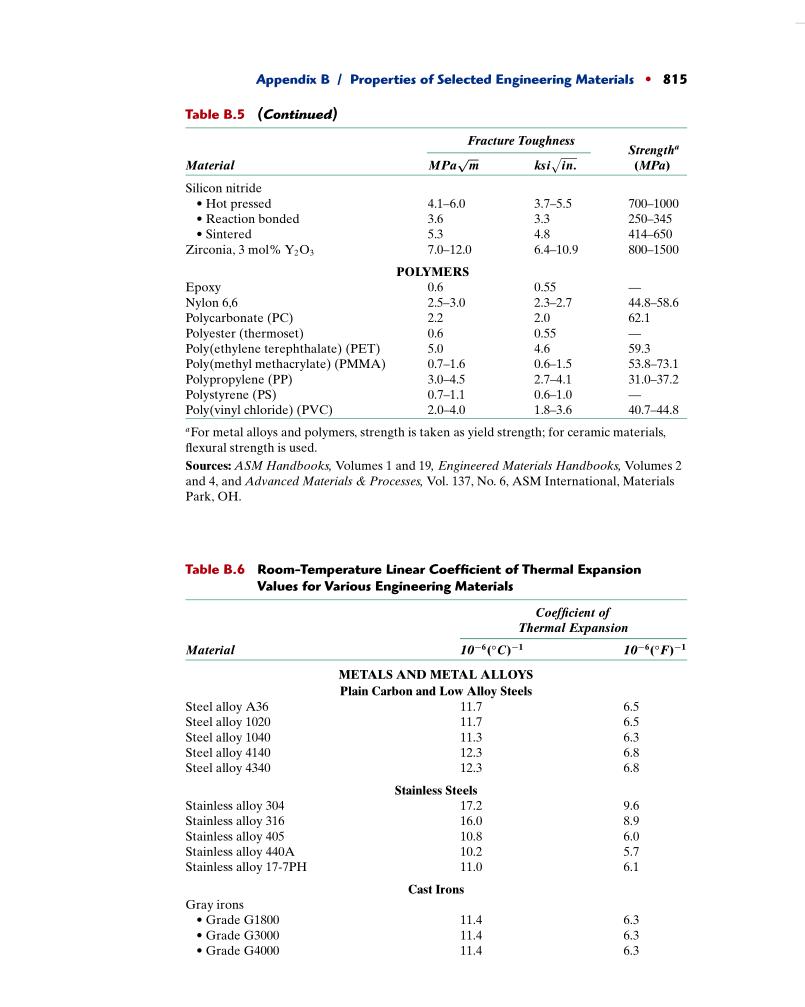 Appendix B / Properties of Selected Engineering Materials • 815
Table B.5 (Continued)
Fracture Toughness
Strengthᵃ
Material MPa√m ksi√in. (MPa)
Silicon nitride
• Hot pressed 4.1–6.0 3.7–5.5 700–1000
• Reaction bonded 3.6 3.3 250–345
• Sintered 5.3 4.8 414–650
Zirconia, 3 mol% Y₂O₃ 7.0–12.0 6.4–10.9 800–1500
POLYMERS
Epoxy 0.6 0.55 —
Nylon 6,6 2.5–3.0 2.3–2.7 44.8–58.6
Polycarbonate (PC) 2.2 2.0 62.1
Polyester (thermoset) 0.6 0.55 —
Poly(ethylene terephthalate) (PET) 5.0 4.6 59.3
Poly(methyl methacrylate) (PMMA) 0.7–1.6 0.6–1.5 53.8–73.1
Polypropylene (PP) 3.0–4.5 2.7–4.1 31.0–37.2
Polystyrene (PS) 0.7–1.1 0.6–1.0 —
Poly(vinyl chloride) (PVC) 2.0–4.0 1.8–3.6 40.7–44.8
ᵃFor metal alloys and polymers, strength is taken as yield strength; for ceramic materials,
flexural strength is used.
Sources: ASM Handbooks, Volumes 1 and 19, Engineered Materials Handbooks, Volumes 2
and 4, and Advanced Materials & Processes, Vol. 137, No. 6, ASM International, Materials
Park, OH.
Table B.6 Room-Temperature Linear Coefficient of Thermal Expansion
Values for Various Engineering Materials
Coefficient of
Thermal Expansion
Material 10⁻⁶(°C)⁻¹ 10⁻⁶(°F)⁻¹
METALS AND METAL ALLOYS
Plain Carbon and Low Alloy Steels
Steel alloy A36 11.7 6.5
Steel alloy 1020 11.7 6.5
Steel alloy 1040 11.3 6.3
Steel alloy 4140 12.3 6.8
Steel alloy 4340 12.3 6.8
Stainless Steels
Stainless alloy 304 17.2 9.6
Stainless alloy 316 16.0 8.9
Stainless alloy 405 10.8 6.0
Stainless alloy 440A 10.2 5.7
Stainless alloy 17-7PH 11.0 6.1
Cast Irons
Gray irons
• Grade G1800 11.4 6.3
• Grade G3000 11.4 6.3
• Grade G4000 11.4 6.3